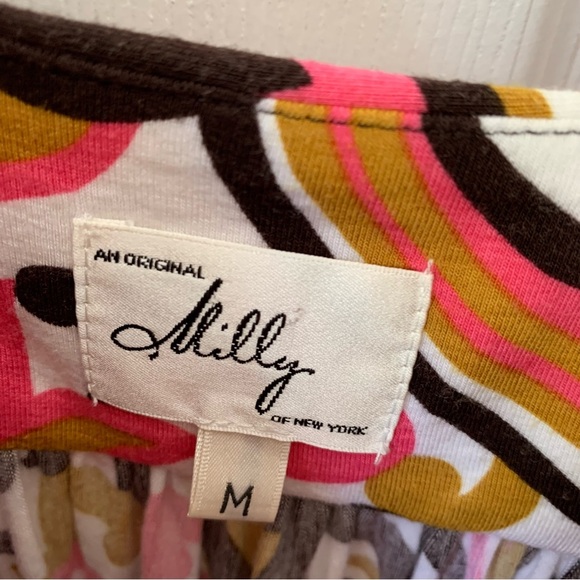 AN ORIGINAL
Milly
OF NEW YORK
M